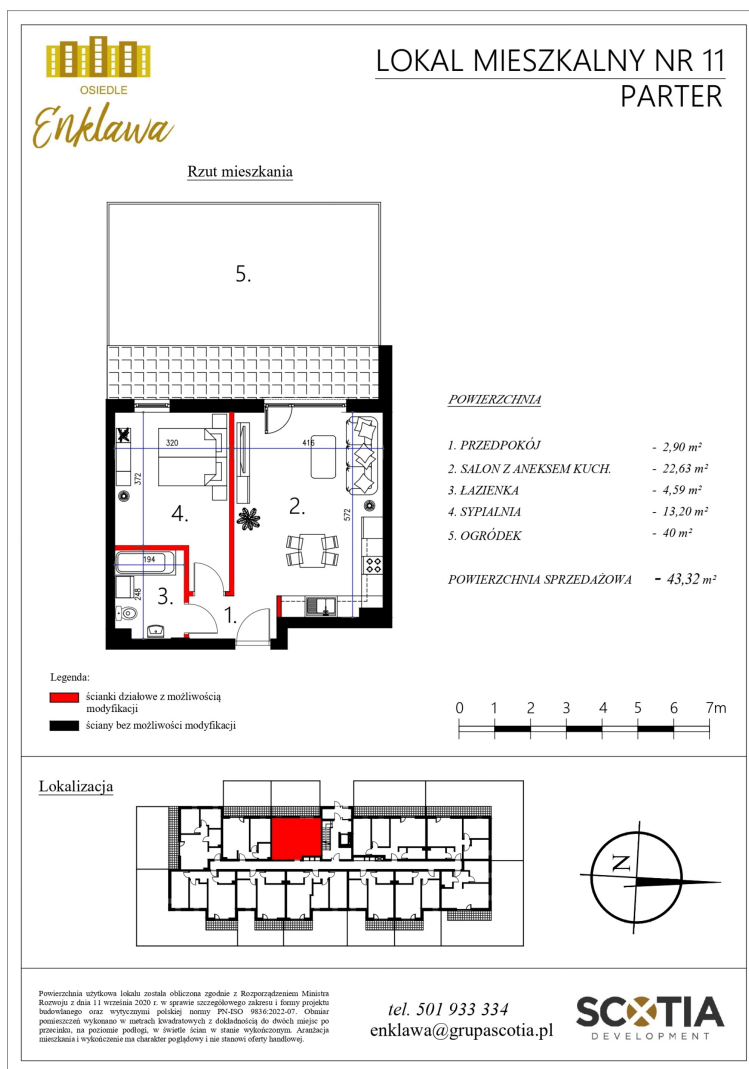 OSIEDLE
Enklawa
LOKAL MIESZKALNY NR 11
PARTER
Rzut mieszkania
5.
320
416
372
572
4.
2.
194
248
3.
1.
POWIERZCHNIA
1. PRZEDPOKÓJ - 2,90 m²
2. SALON Z ANEKSEM KUCH. - 22,63 m²
3. ŁAZIENKA - 4,59 m²
4. SYPIALNIA - 13,20 m²
5. OGRÓDEK - 40 m²
POWIERZCHNIA SPRZEDAŻOWA - 43,32 m²
Legenda:
ścianki działowe z możliwością
modyfikacji
ściany bez możliwości modyfikacji
0 1 2 3 4 5 6 7m
Lokalizacja
N
Powierzchnia użytkowa lokalu została obliczona zgodnie z Rozporządzeniem Ministra
Rozwoju z dnia 11 września 2020 r. w sprawie szczegółowego zakresu i formy projektu
budowlanego oraz wytycznymi polskiej normy PN-ISO 9836:2022-07. Obmiar
pomieszczeń wykonano w metrach kwadratowych z dokładnością do dwóch miejsc po
przecinku, na poziomie podłogi, w świetle ścian w stanie wykończonym. Aranżacja
mieszkania i wykończenie ma charakter poglądowy i nie stanowi oferty handlowej.
tel. 501 933 334
enklawa@grupascotia.pl
SCOTIA
DEVELOPMENT